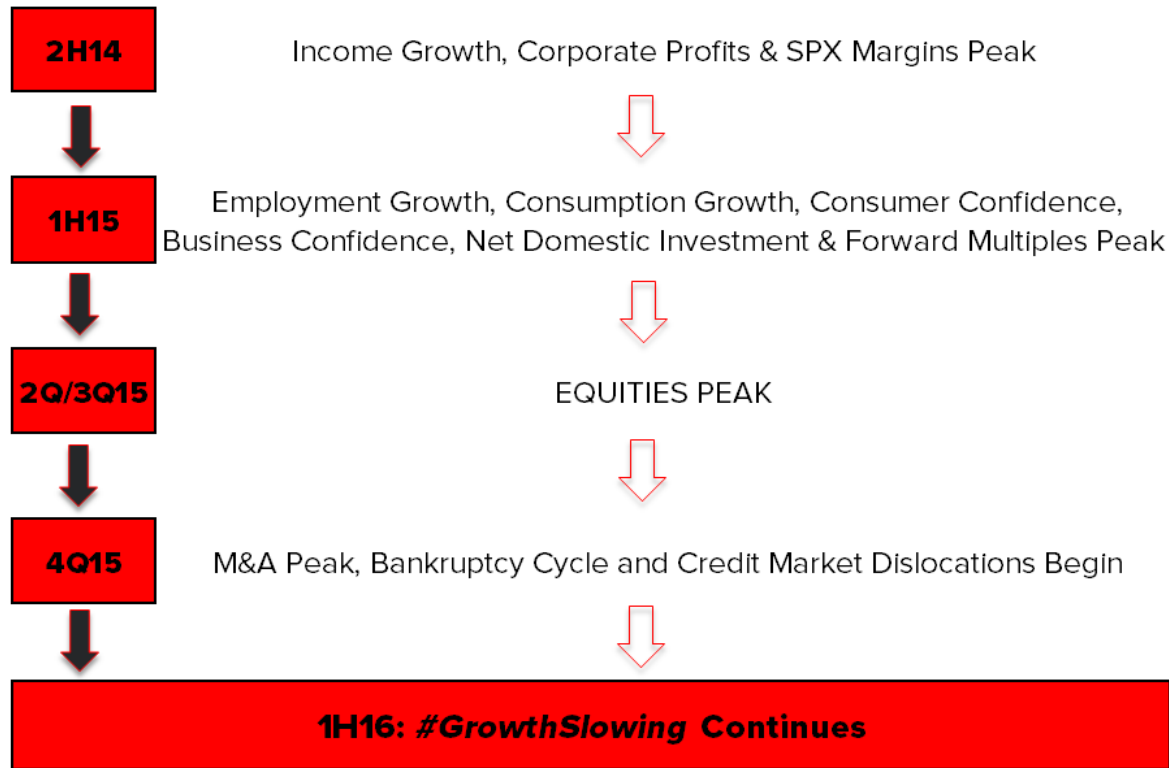 2H14
Income Growth, Corporate Profits & SPX Margins Peak
1H15
Employment Growth, Consumption Growth, Consumer Confidence,
Business Confidence, Net Domestic Investment & Forward Multiples Peak
2Q/3Q15
EQUITIES PEAK
4Q15
M&A Peak, Bankruptcy Cycle and Credit Market Dislocations Begin
1H16: #GrowthSlowing Continues